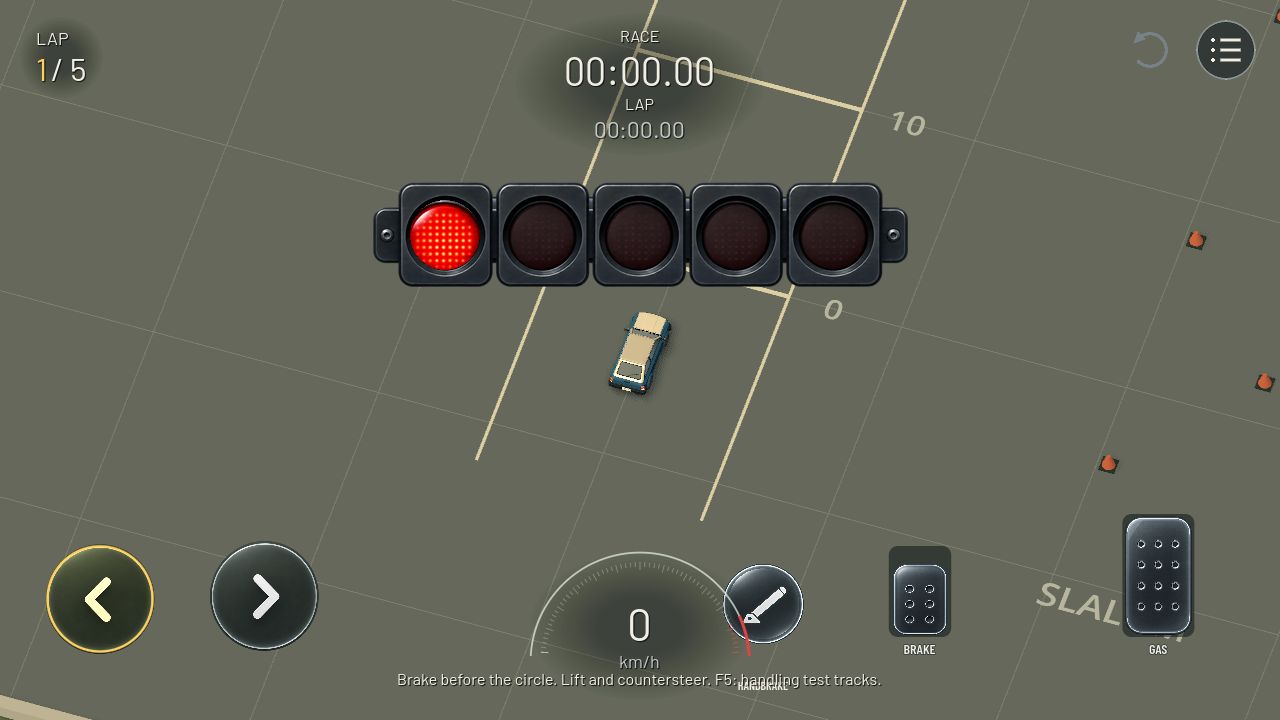 LAP
1/ 5
RACE
00:00.00
LAP
00:00.00
10
0
0
km/h
BRAKE
GAS
HANDBRAKE
Brake before the circle. Lift and countersteer. F5: handling test tracks.